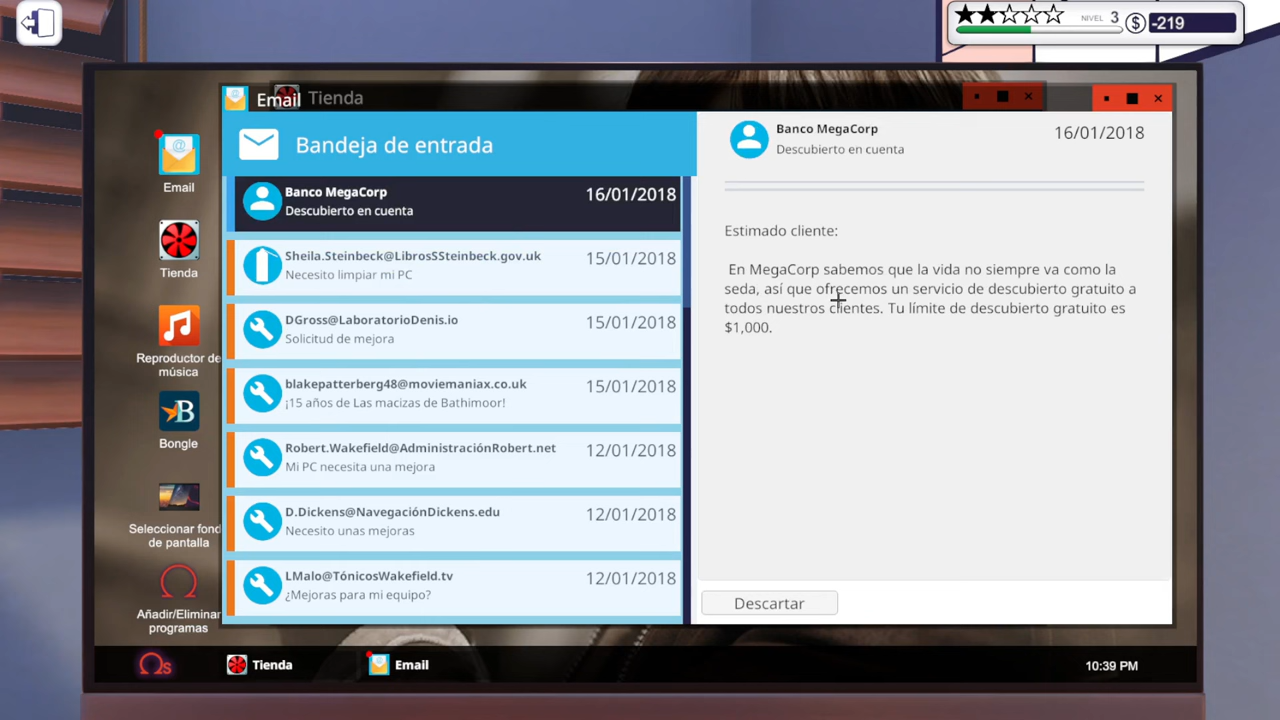 NIVEL 3 $ -219
Email Tienda
Bandeja de entrada
Banco MegaCorp 16/01/2018
Descubierto en cuenta
Sheila.Steinbeck@LibrosSSteinbeck.gov.uk 15/01/2018
Necesito limpiar mi PC
DGross@LaboratorioDenis.io 15/01/2018
Solicitud de mejora
blakepatterberg48@moviemaniax.co.uk 15/01/2018
¡15 años de Las macizas de Bathimoor!
Robert.Wakefield@AdministraciónRobert.net 12/01/2018
Mi PC necesita una mejora
D.Dickens@NavegaciónDickens.edu 12/01/2018
Necesito unas mejoras
LMalo@TónicosWakefield.tv 12/01/2018
¿Mejoras para mi equipo?
Banco MegaCorp 16/01/2018
Descubierto en cuenta
Estimado cliente:
En MegaCorp sabemos que la vida no siempre va como la
seda, así que ofrecemos un servicio de descubierto gratuito a
todos nuestros clientes. Tu límite de descubierto gratuito es
$1,000.
Descartar
Email
Tienda
Reproductor de
música
B
Bongle
Seleccionar fond
de pantalla
Añadir/Eliminar
programas
Ωs Tienda Email 10:39 PM